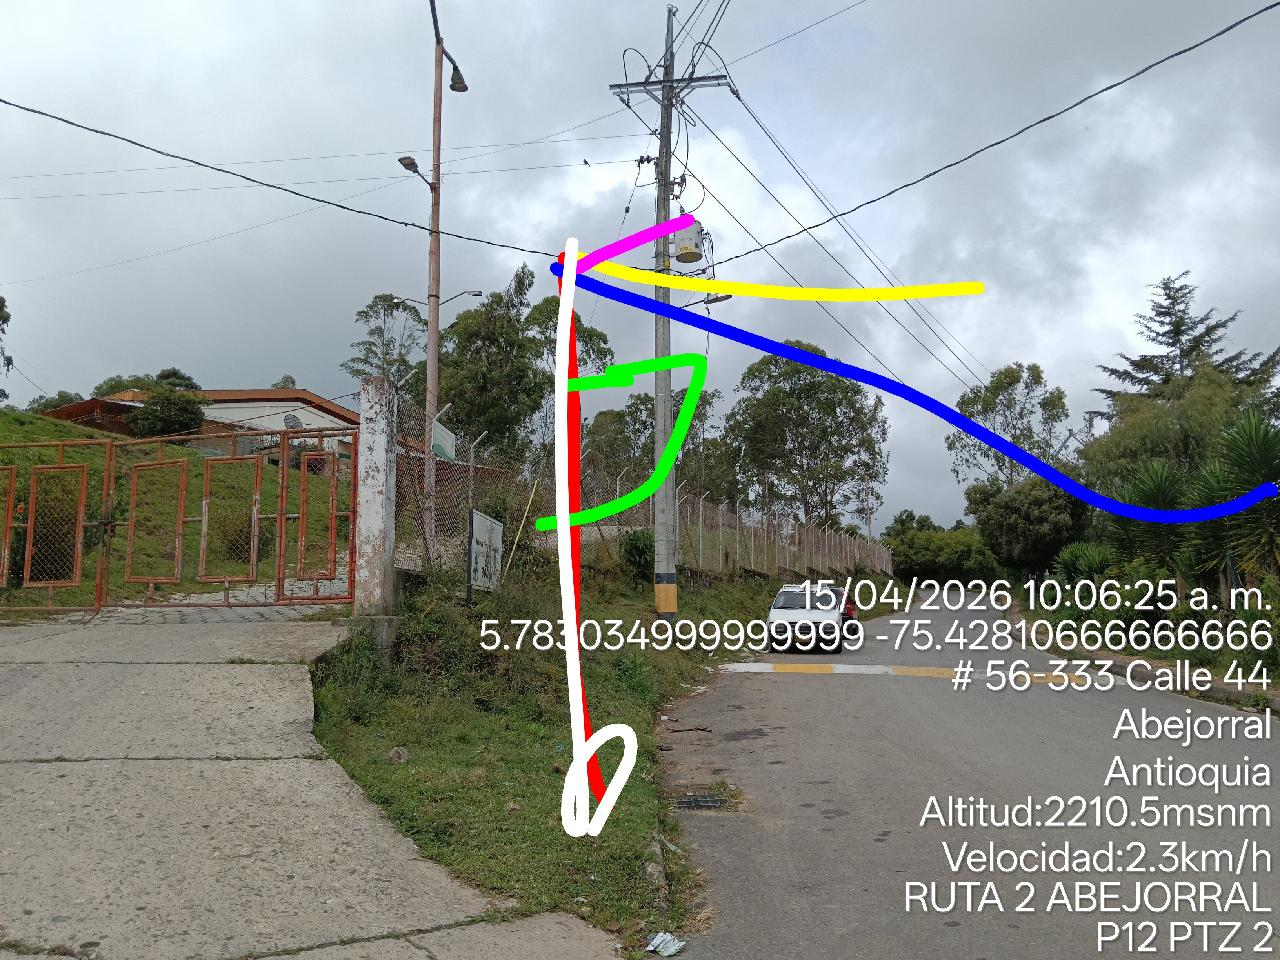 15/04/2026 10:06:25 a. m.
5.783034999999999 -75.42810666666666
# 56-333 Calle 44
Abejorral
Antioquia
Altitud:2210.5msnm
Velocidad:2.3km/h
RUTA 2 ABEJORRAL
P12 PTZ 2